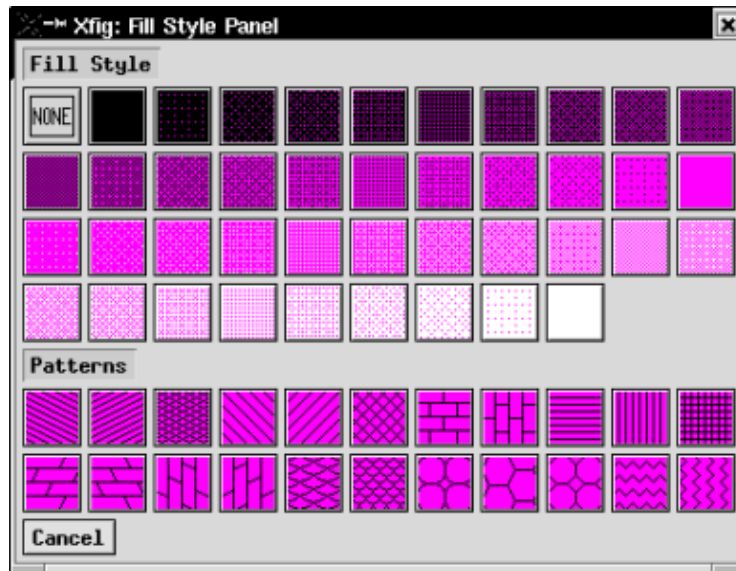 Xfig: Fill Style Panel
Fill Style
NONE
Patterns
Cancel